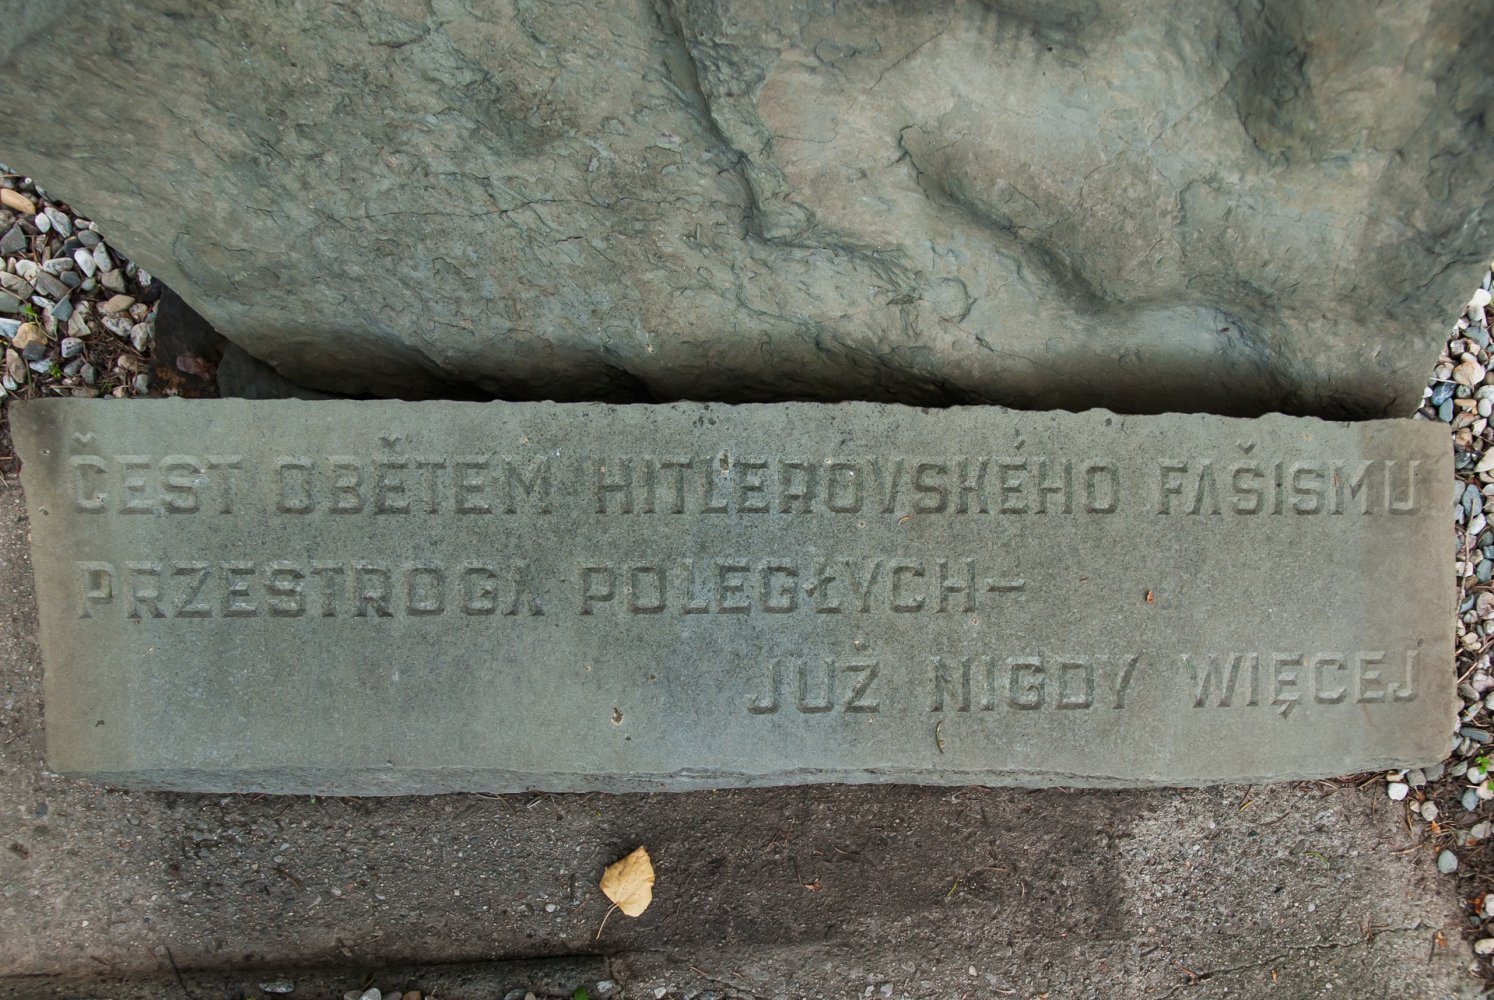 ČEST OBĚTEM HITLEROVSKÉHO FAŠISMU
PRZESTROGA POLEGŁYCH–
JUŻ NIGDY WIĘCEJ